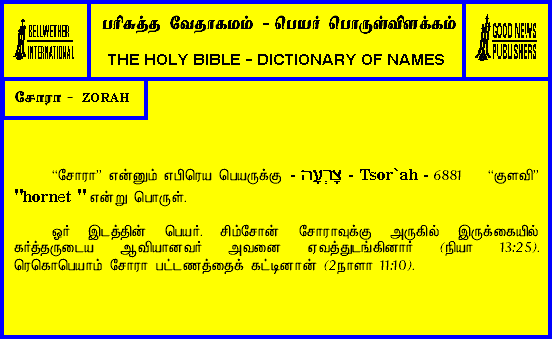 BELLWETHER
INTERNATIONAL
பரிசுத்த வேதாகமம் - பெயர் பொருள்விளக்கம்
THE HOLY BIBLE - DICTIONARY OF NAMES
GOOD NEWS
PUBLISHERS
சோரா - ZORAH
“சோரா” என்னும் எபிரெய பெயருக்கு - צָרְעָה - Tsor`ah - 6881 “குளவி”
"hornet " என்று பொருள்.
ஓர் இடத்தின் பெயர். சிம்சோன் சோராவுக்கு அருகில் இருக்கையில்
கர்த்தருடைய ஆவியானவர் அவனை ஏவத்துடங்கினார் (நியா 13:25).
ரெகொபெயாம் சோரா பட்டணத்தைக் கட்டினான் (2நாளா 11:10).